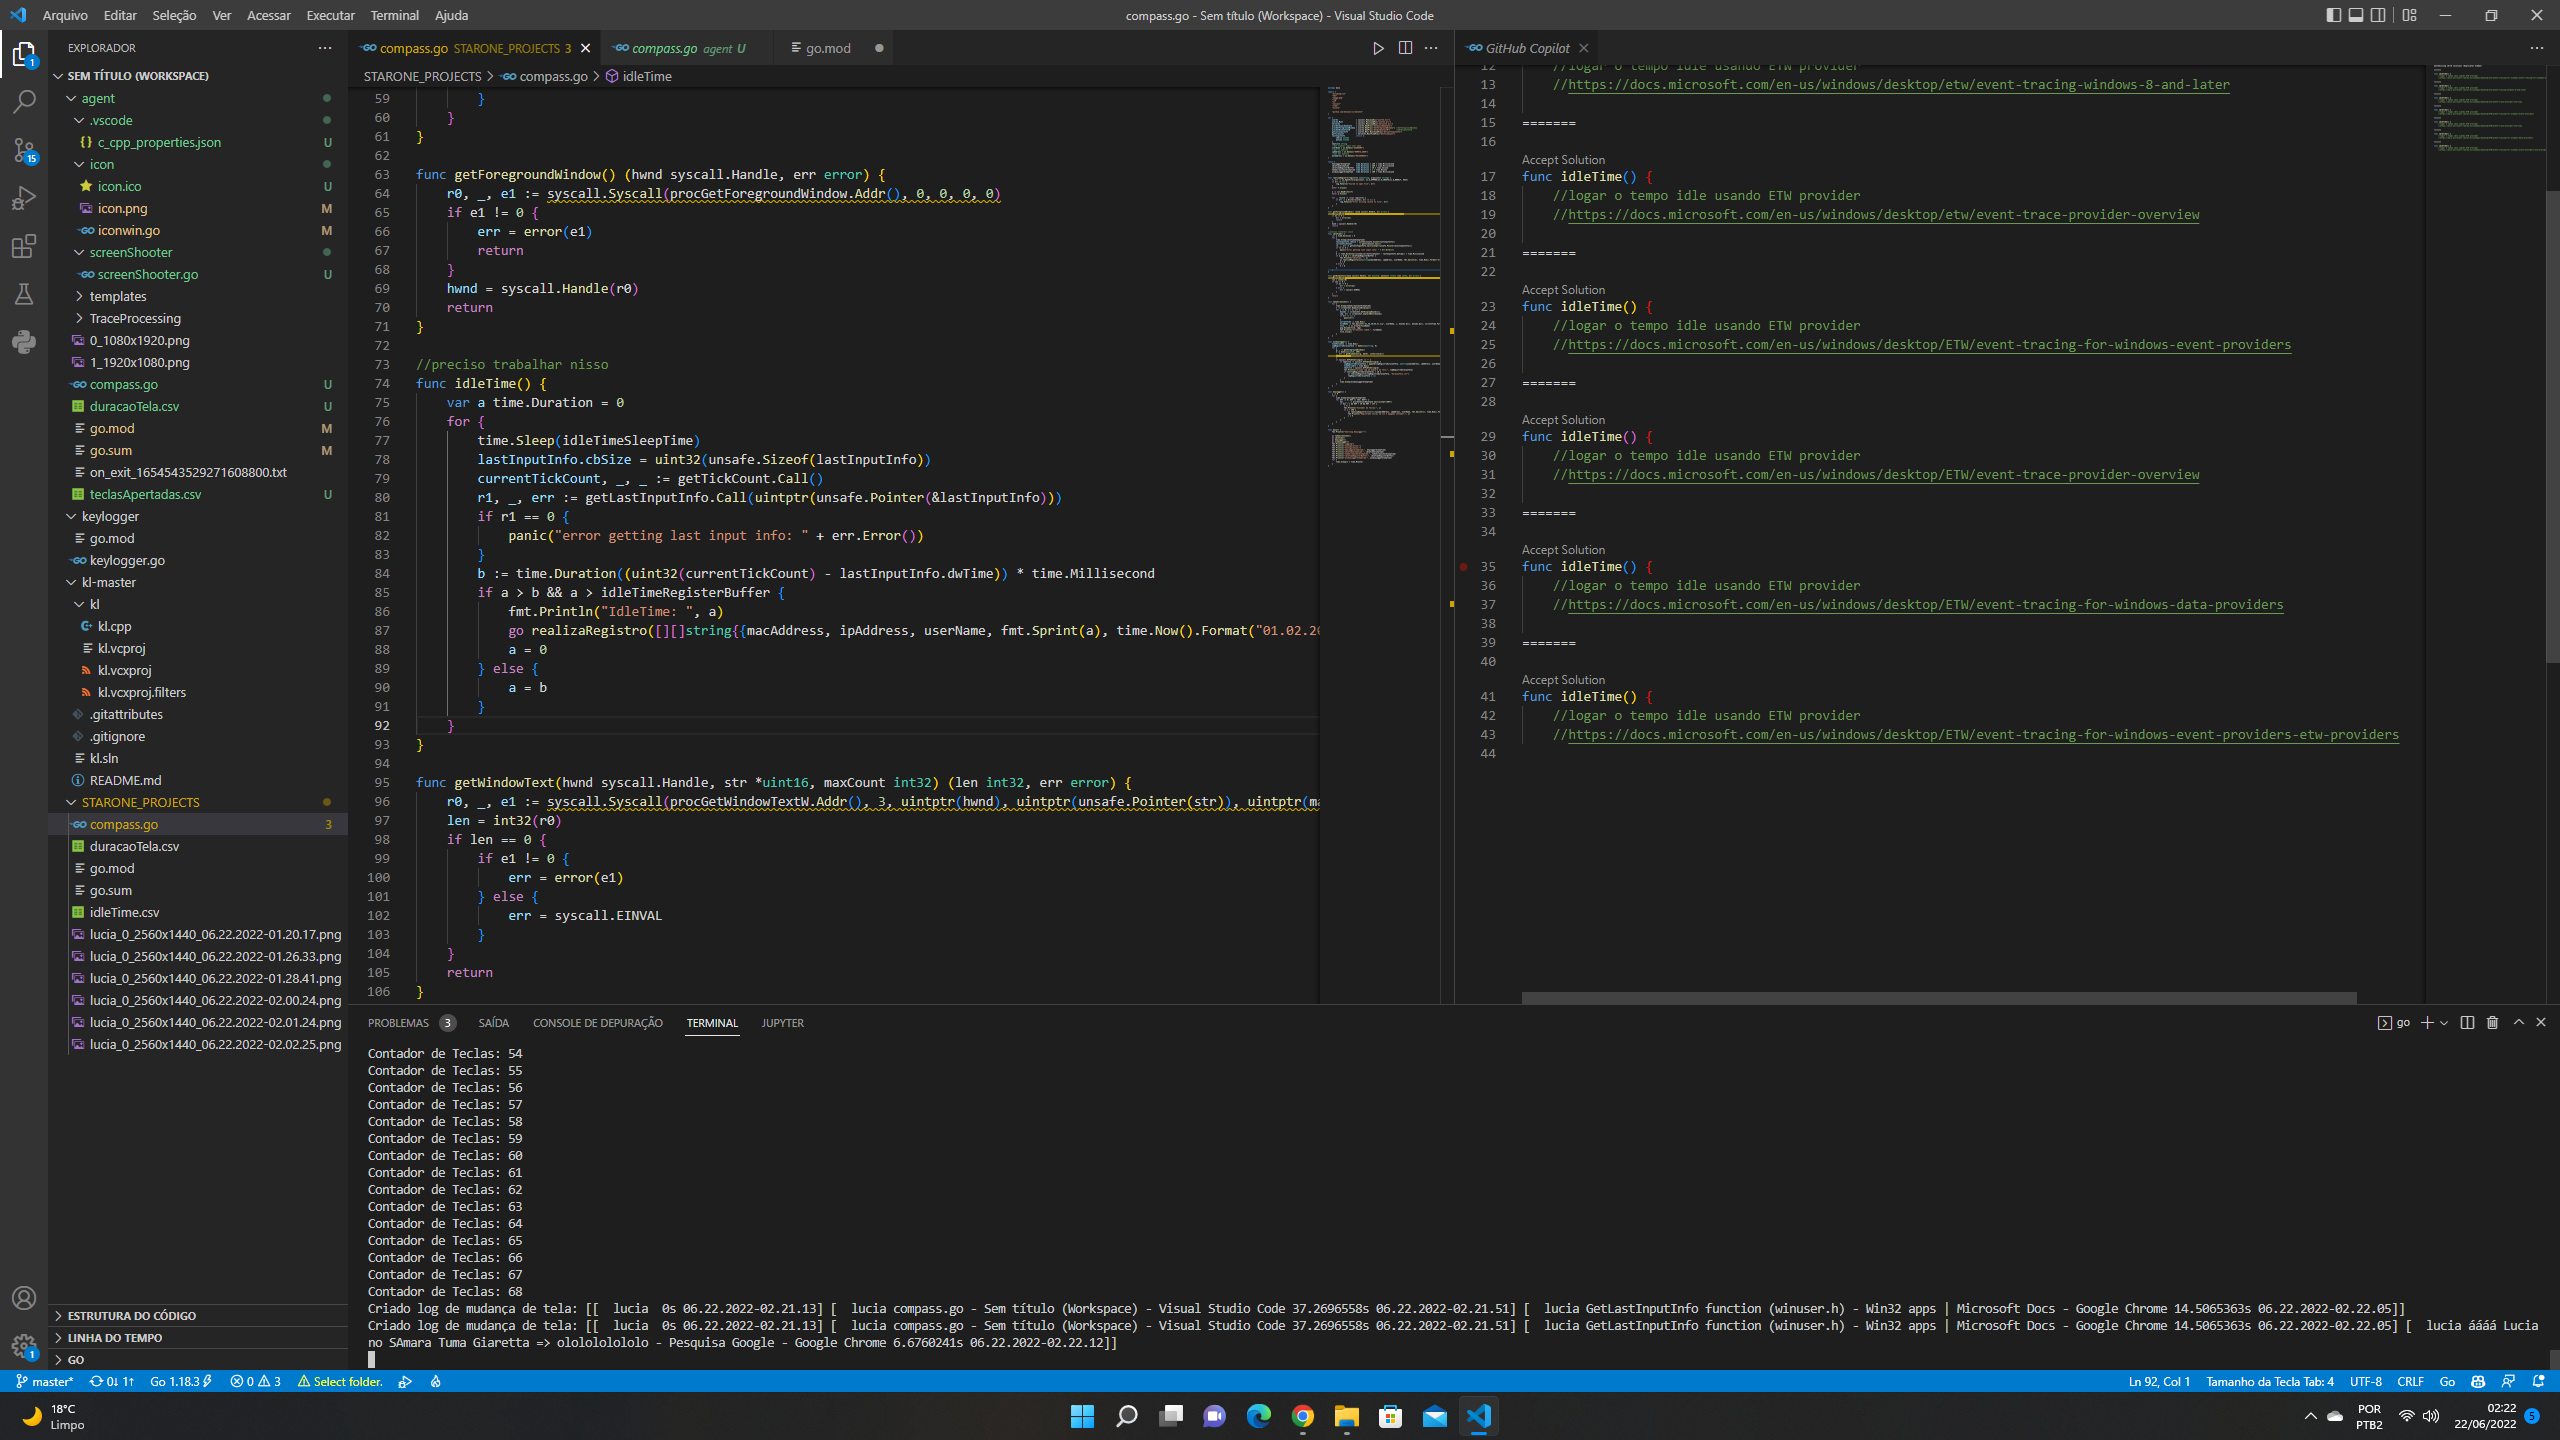 Arquivo Editar Seleção Ver Acessar Executar Terminal Ajuda
compass.go - Sem título (Workspace) - Visual Studio Code
EXPLORADOR
SEM TÍTULO (WORKSPACE)
agent
.vscode
c_cpp_properties.json U
icon
icon.ico U
icon.png M
iconwin.go M
screenShooter
screenShooter.go U
templates
TraceProcessing
0_1080x1920.png
1_1920x1080.png
compass.go U
duracaoTela.csv U
go.mod M
go.sum M
on_exit_1654543529271608800.txt
teclasApertadas.csv U
keylogger
go.mod
keylogger.go
kl-master
kl
kl.cpp
kl.vcproj
kl.vcxproj
kl.vcxproj.filters
.gitattributes
.gitignore
kl.sln
README.md
STARONE_PROJECTS
compass.go 3
duracaoTela.csv
go.mod
go.sum
idleTime.csv
lucia_0_2560x1440_06.22.2022-01.20.17.png
lucia_0_2560x1440_06.22.2022-01.26.33.png
lucia_0_2560x1440_06.22.2022-01.28.41.png
lucia_0_2560x1440_06.22.2022-02.00.24.png
lucia_0_2560x1440_06.22.2022-02.01.24.png
lucia_0_2560x1440_06.22.2022-02.02.25.png
ESTRUTURA DO CÓDIGO
LINHA DO TEMPO
GO
compass.go STARONE_PROJECTS 3
compass.go agent U
go.mod
STARONE_PROJECTS > compass.go > idleTime
59 }
60 }
61 }
62
63 func getForegroundWindow() (hwnd syscall.Handle, err error) {
64 r0, _, e1 := syscall.Syscall(procGetForegroundWindow.Addr(), 0, 0, 0, 0)
65 if e1 != 0 {
66 err = error(e1)
67 return
68 }
69 hwnd = syscall.Handle(r0)
70 return
71 }
72
73 //preciso trabalhar nisso
74 func idleTime() {
75 var a time.Duration = 0
76 for {
77 time.Sleep(idleTimeSleepTime)
78 lastInputInfo.cbSize = uint32(unsafe.Sizeof(lastInputInfo))
79 currentTickCount, _, _ := getTickCount.Call()
80 r1, _, err := getLastInputInfo.Call(uintptr(unsafe.Pointer(&lastInputInfo)))
81 if r1 == 0 {
82 panic("error getting last input info: " + err.Error())
83 }
84 b := time.Duration((uint32(currentTickCount) - lastInputInfo.dwTime)) * time.Millisecond
85 if a > b && a > idleTimeRegisterBuffer {
86 fmt.Println("IdleTime: ", a)
87 go realizaRegistro([][]string{{macAddress, ipAddress, userName, fmt.Sprint(a), time.Now().Format("01.02.20
88 a = 0
89 } else {
90 a = b
91 }
92 }
93 }
94
95 func getWindowText(hwnd syscall.Handle, str *uint16, maxCount int32) (len int32, err error) {
96 r0, _, e1 := syscall.Syscall(procGetWindowTextW.Addr(), 3, uintptr(hwnd), uintptr(unsafe.Pointer(str)), uintptr(ma
97 len = int32(r0)
98 if len == 0 {
99 if e1 != 0 {
100 err = error(e1)
101 } else {
102 err = syscall.EINVAL
103 }
104 }
105 return
106 }
GitHub Copilot
12 //logar o tempo idle usando ETW provider
13 //https://docs.microsoft.com/en-us/windows/desktop/etw/event-tracing-windows-8-and-later
14
15 =======
16
Accept Solution
17 func idleTime() {
18 //logar o tempo idle usando ETW provider
19 //https://docs.microsoft.com/en-us/windows/desktop/etw/event-trace-provider-overview
20
21 =======
22
Accept Solution
23 func idleTime() {
24 //logar o tempo idle usando ETW provider
25 //https://docs.microsoft.com/en-us/windows/desktop/ETW/event-tracing-for-windows-event-providers
26
27 =======
28
Accept Solution
29 func idleTime() {
30 //logar o tempo idle usando ETW provider
31 //https://docs.microsoft.com/en-us/windows/desktop/ETW/event-trace-provider-overview
32
33 =======
34
Accept Solution
35 func idleTime() {
36 //logar o tempo idle usando ETW provider
37 //https://docs.microsoft.com/en-us/windows/desktop/ETW/event-tracing-for-windows-data-providers
38
39 =======
40
Accept Solution
41 func idleTime() {
42 //logar o tempo idle usando ETW provider
43 //https://docs.microsoft.com/en-us/windows/desktop/ETW/event-tracing-for-windows-event-providers-etw-providers
44
PROBLEMAS 3 SAÍDA CONSOLE DE DEPURAÇÃO TERMINAL JUPYTER
go
Contador de Teclas: 54
Contador de Teclas: 55
Contador de Teclas: 56
Contador de Teclas: 57
Contador de Teclas: 58
Contador de Teclas: 59
Contador de Teclas: 60
Contador de Teclas: 61
Contador de Teclas: 62
Contador de Teclas: 63
Contador de Teclas: 64
Contador de Teclas: 65
Contador de Teclas: 66
Contador de Teclas: 67
Contador de Teclas: 68
Criado log de mudança de tela: [[ lucia 0s 06.22.2022-02.21.13] [ lucia compass.go - Sem título (Workspace) - Visual Studio Code 37.2696558s 06.22.2022-02.21.51] [ lucia GetLastInputInfo function (winuser.h) - Win32 apps | Microsoft Docs - Google Chrome 14.5065363s 06.22.2022-02.22.05]]
Criado log de mudança de tela: [[ lucia 0s 06.22.2022-02.21.13] [ lucia compass.go - Sem título (Workspace) - Visual Studio Code 37.2696558s 06.22.2022-02.21.51] [ lucia GetLastInputInfo function (winuser.h) - Win32 apps | Microsoft Docs - Google Chrome 14.5065363s 06.22.2022-02.22.05] [ lucia áááá Lucia
no SAmara Tuma Giaretta => olololololololo - Pesquisa Google - Google Chrome 6.6760241s 06.22.2022-02.22.12]]
master* 0↓ 1↑ Go 1.18.3 0 3 Select folder.
Ln 92, Col 1 Tamanho da Tecla Tab: 4 UTF-8 CRLF Go
18°C
Limpo
POR
PTB2
02:22
22/06/2022
5